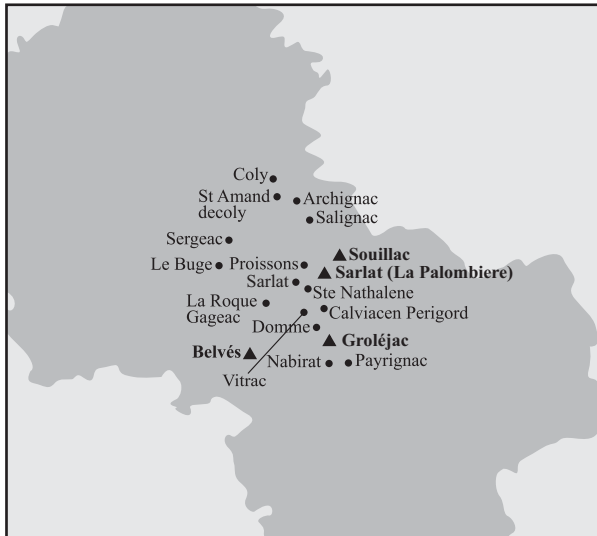 Coly
St Amand
decoly
Archignac
Salignac
Sergeac
Souillac
Le Buge
Proissons
Sarlat (La Palombiere)
Sarlat
Ste Nathalene
La Roque
Gageac
Calviacen Perigord
Domme
Groléjac
Belvés
Nabirat
Payrignac
Vitrac